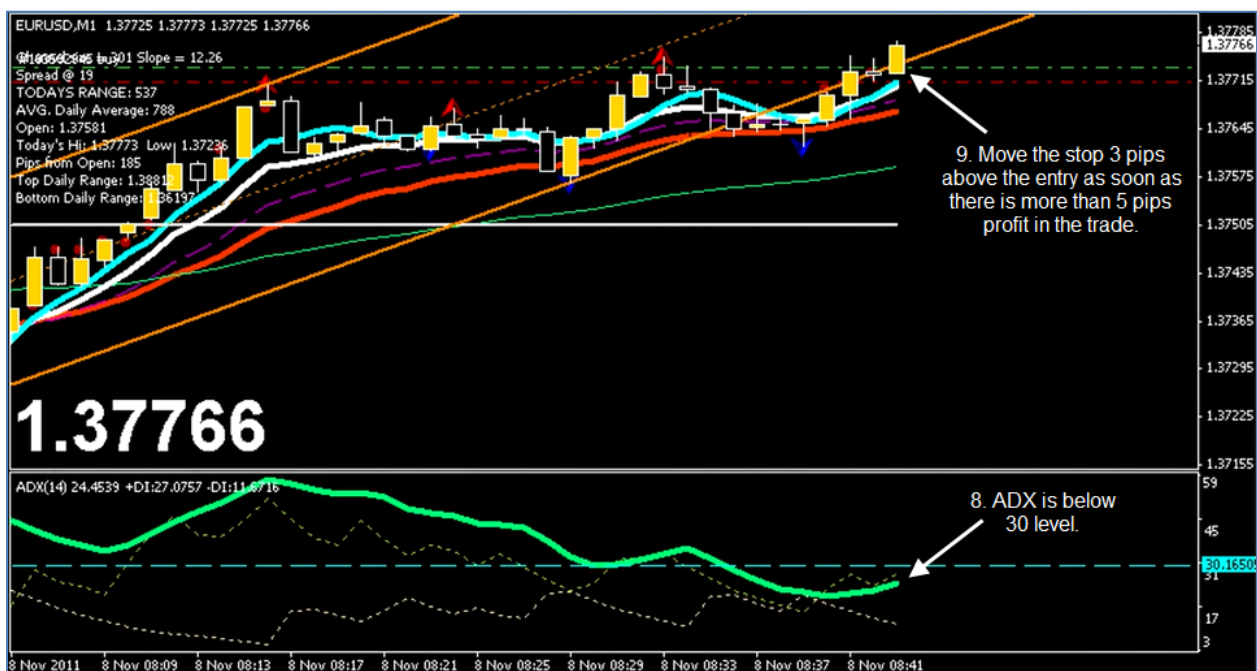 EURUSD,M1 1.37725 1.37773 1.37725 1.37766
301 Slope = 12.26
Spread @ 19
TODAYS RANGE: 537
AVG. Daily Average: 788
Open: 1.37581
Today's Hi: 1.37773 Low: 1.37236
Pips from Open: 185
Top Daily Range: 1.38812
Bottom Daily Range: 1.36197
1.37766
9. Move the stop 3 pips
above the entry as soon as
there is more than 5 pips
profit in the trade.
1.37785
1.37766
1.37715
1.37645
1.37575
1.37505
1.37435
1.37365
1.37295
1.37225
1.37155
ADX(14) 24.4539 +DI:27.0757 -DI:11.6716
8. ADX is below
30 level.
59
45
30.1650
31
17
3
8 Nov 2011
8 Nov 08:09
8 Nov 08:13
8 Nov 08:17
8 Nov 08:21
8 Nov 08:25
8 Nov 08:29
8 Nov 08:33
8 Nov 08:37
8 Nov 08:41